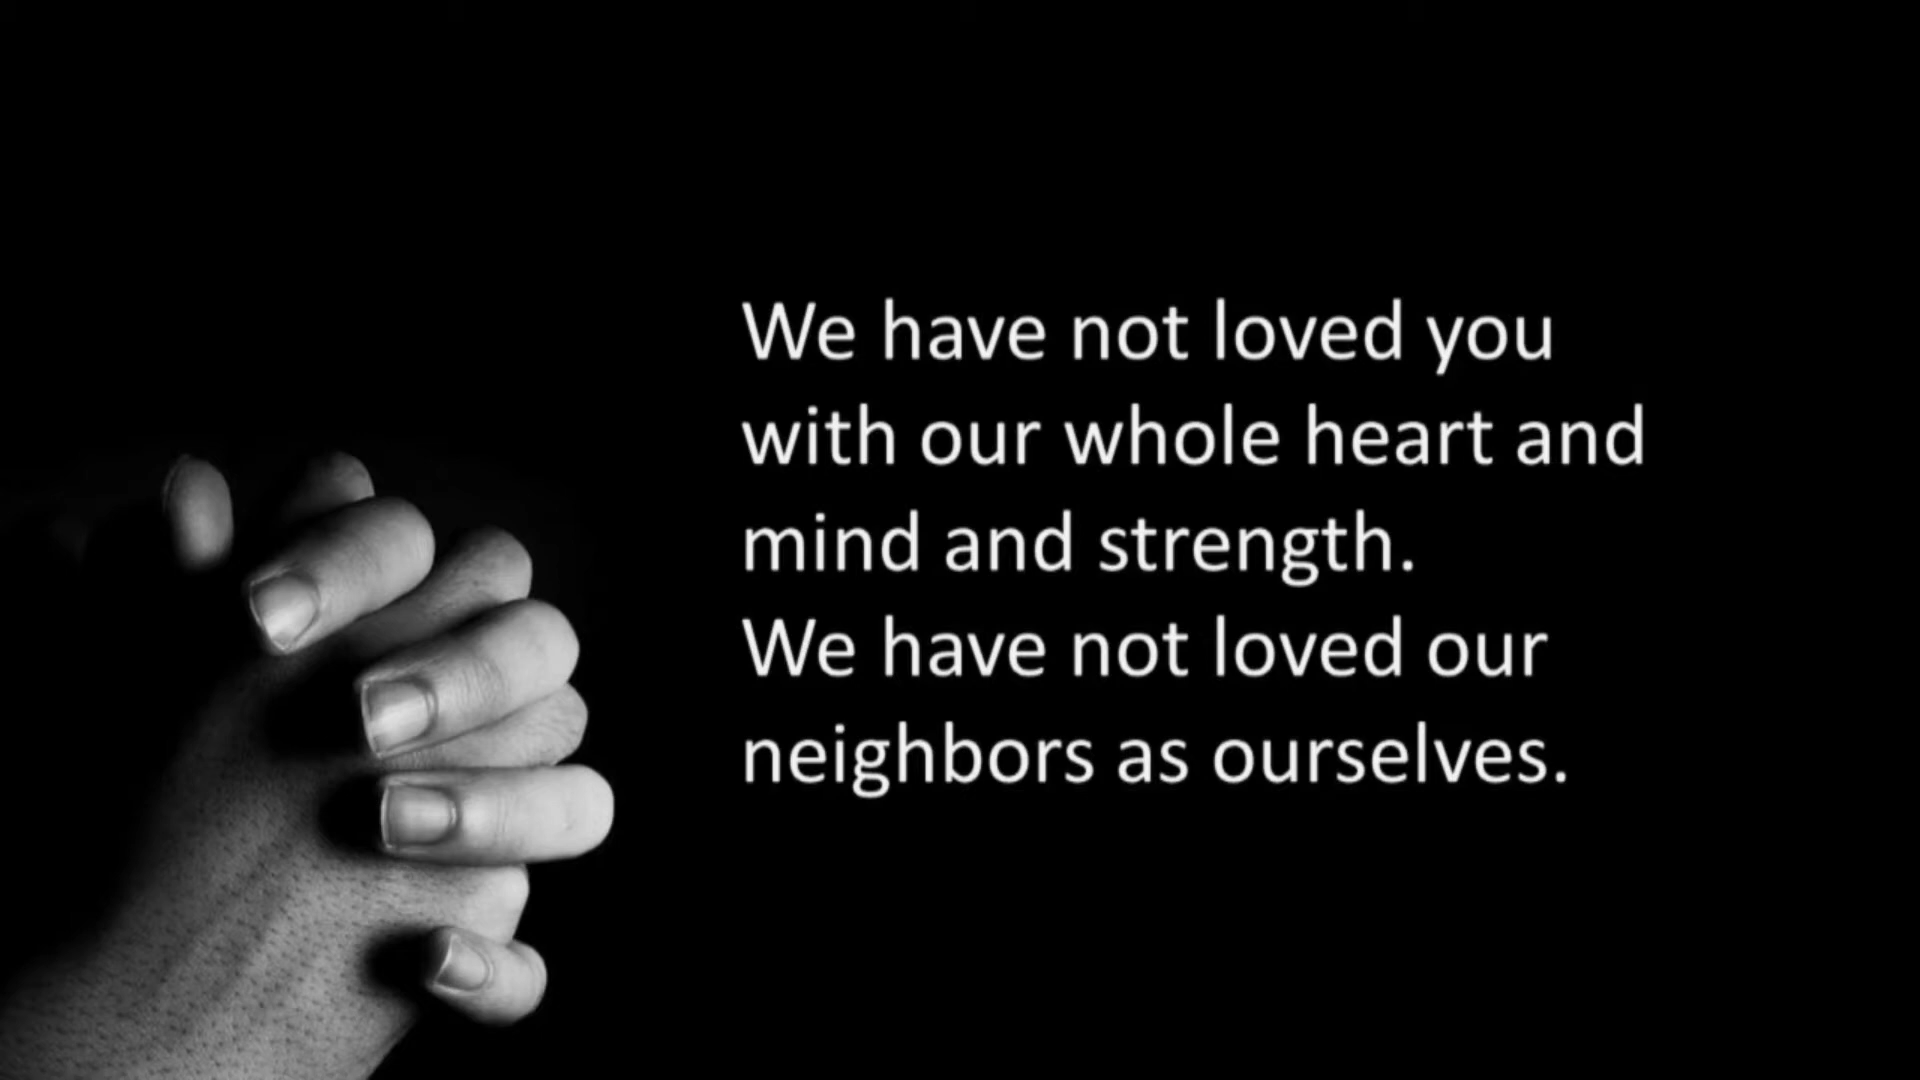 We have not loved you
with our whole heart and
mind and strength.
We have not loved our
neighbors as ourselves.